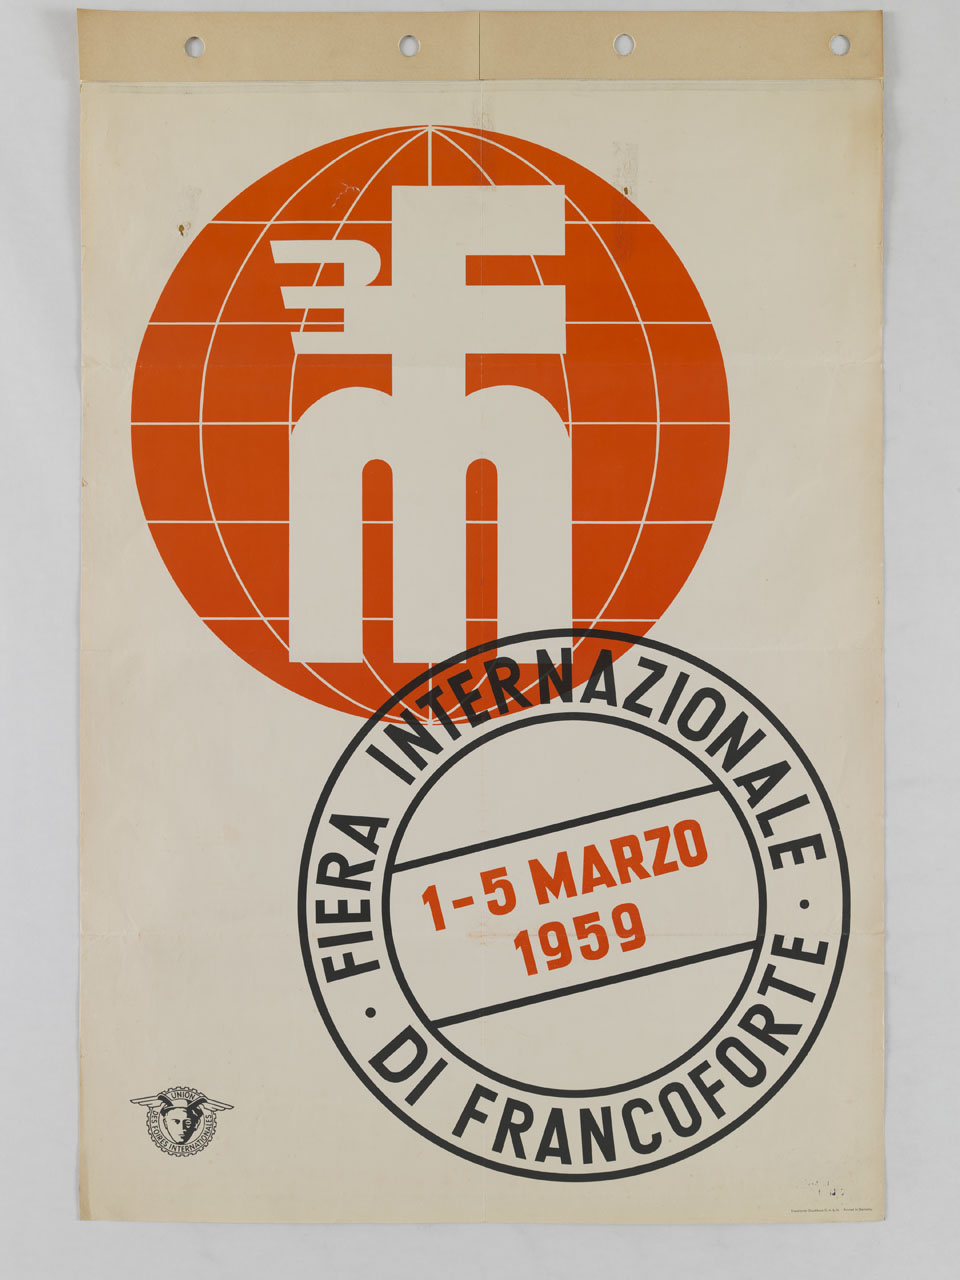 FIERA INTERNAZIONALE
· DI FRANCOFORTE ·
1-5 MARZO
1959
UNION
DES FOIRES INTERNATIONALES